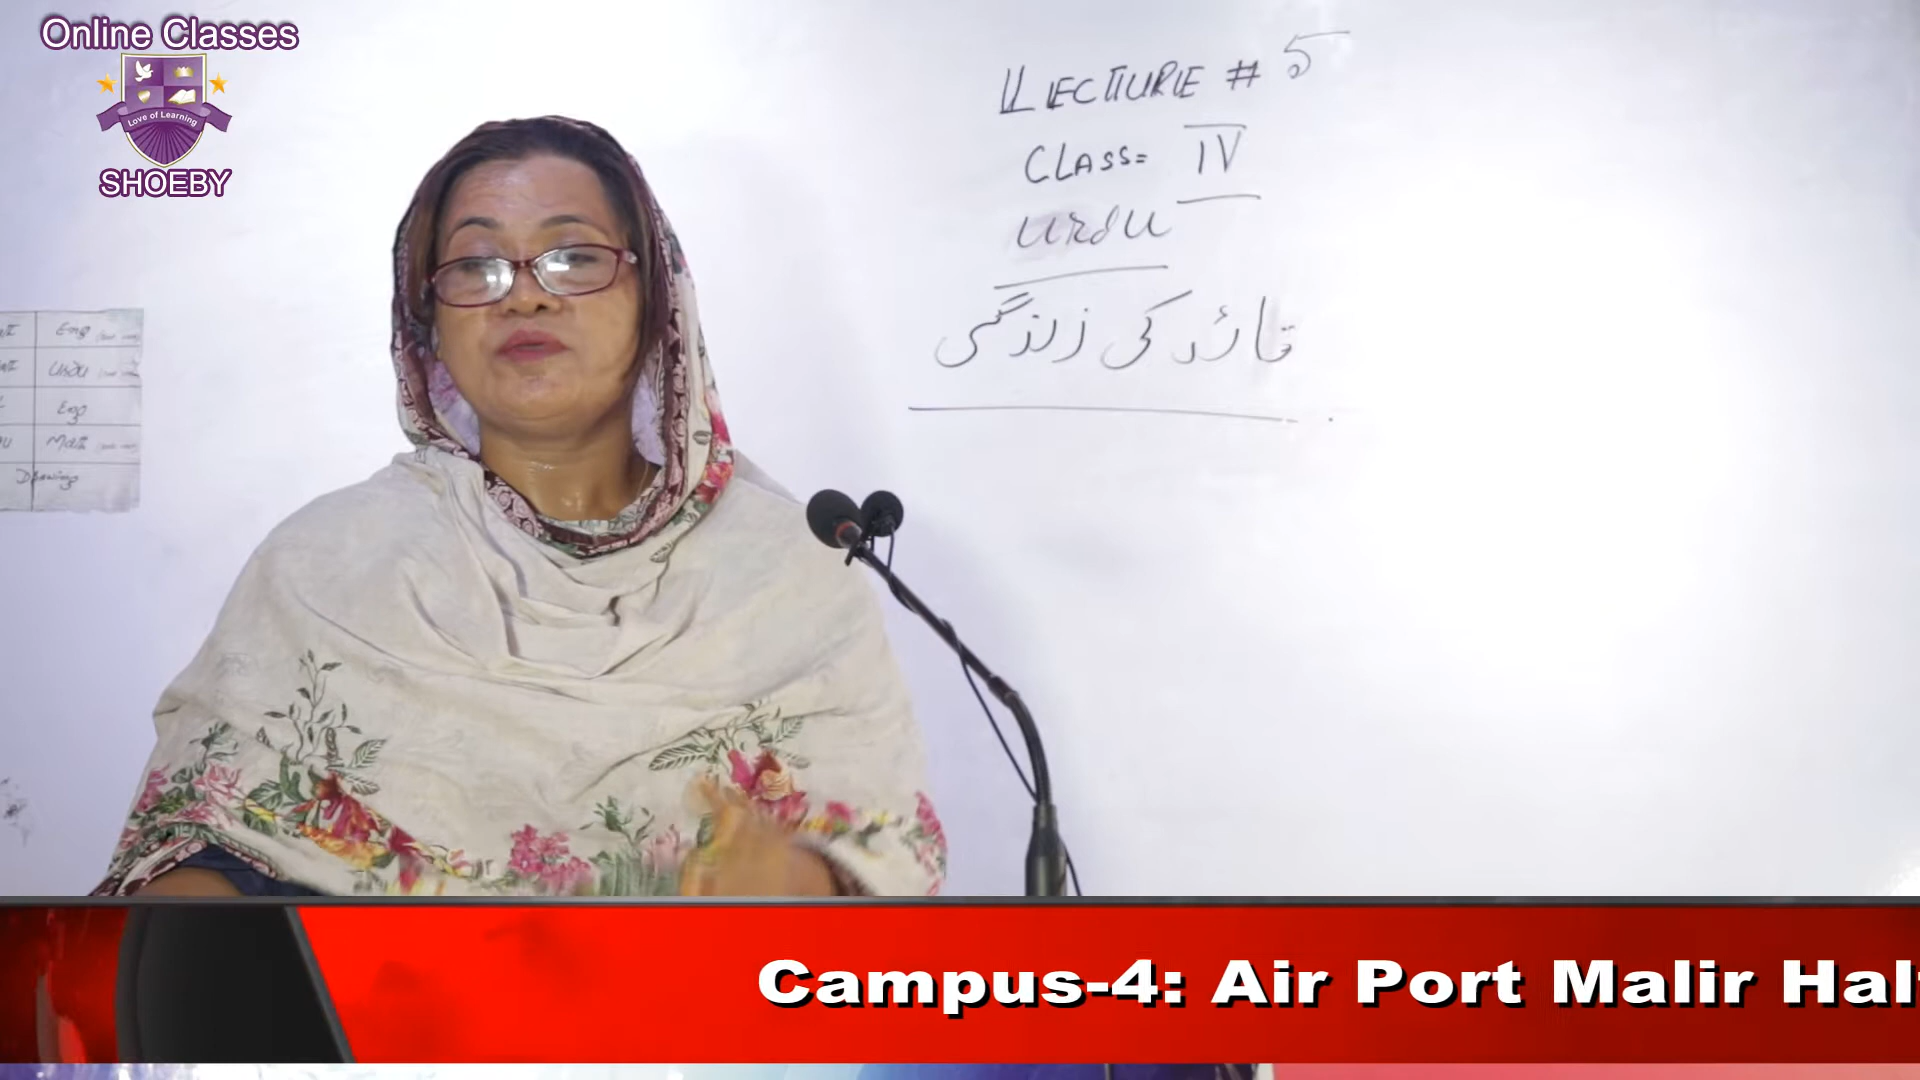 Online Classes
Love of Learning
SHOEBY
LECTURE # 5
CLASS= IV
Urdu
قائد کی زندگی
Eng
Urdu
Eng
Math
Drawing
Campus-4: Air Port Malir Hal